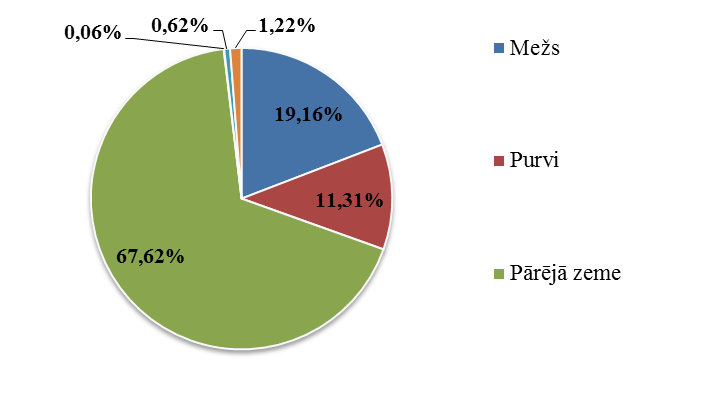 0,06%
0,62%
1,22%
19,16%
11,31%
67,62%
Mežs
Purvi
Pārējā zeme